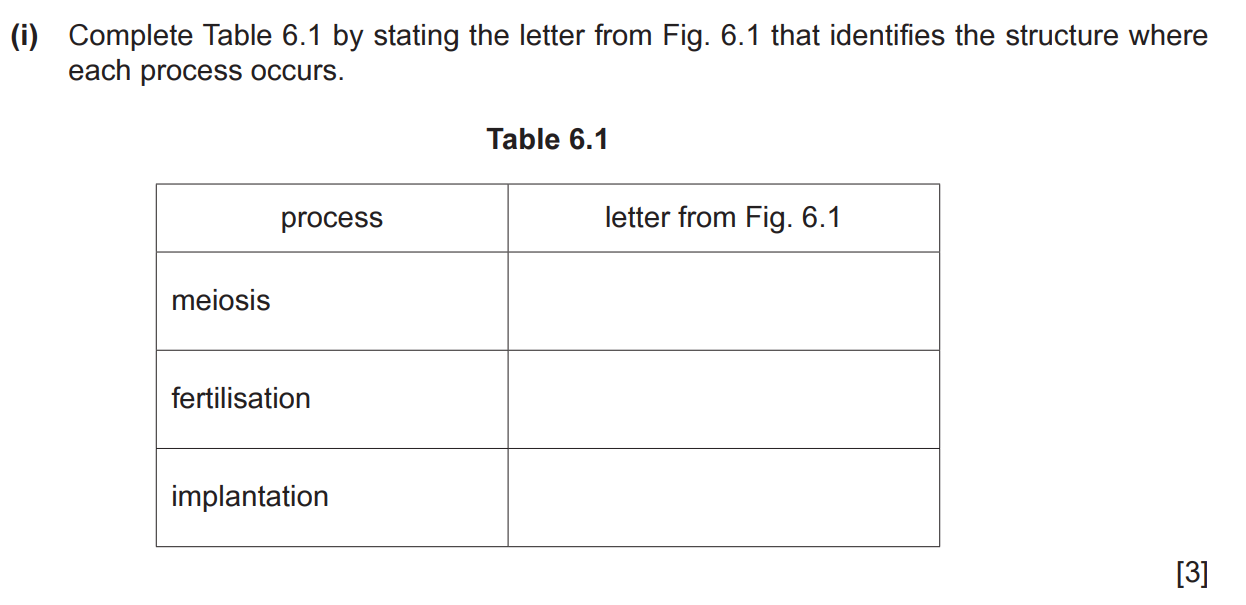 (i) Complete Table 6.1 by stating the letter from Fig. 6.1 that identifies the structure where
each process occurs.
Table 6.1
process letter from Fig. 6.1
meiosis
fertilisation
implantation
[3]